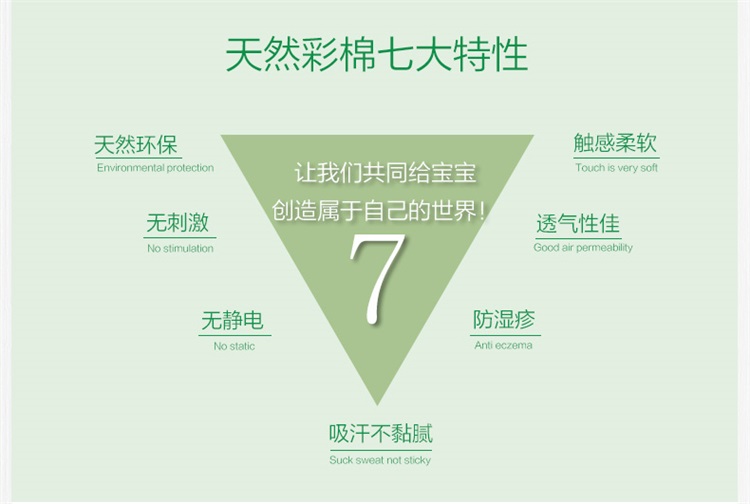 天然彩棉七大特性
天然环保
Environmental protection
触感柔软
Touch is very soft
让我们共同给宝宝
创造属于自己的世界！
7
无刺激
No stimulation
透气性佳
Good air permeability
无静电
No static
防湿疹
Anti eczema
吸汗不黏腻
Suck sweat not sticky